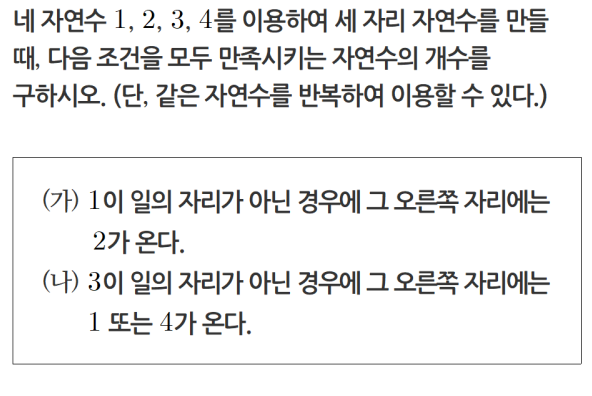 네 자연수 1, 2, 3, 4를 이용하여 세 자리 자연수를 만들
때, 다음 조건을 모두 만족시키는 자연수의 개수를
구하시오. (단, 같은 자연수를 반복하여 이용할 수 있다.)
(가) 1이 일의 자리가 아닌 경우에 그 오른쪽 자리에는
2가 온다.
(나) 3이 일의 자리가 아닌 경우에 그 오른쪽 자리에는
1 또는 4가 온다.